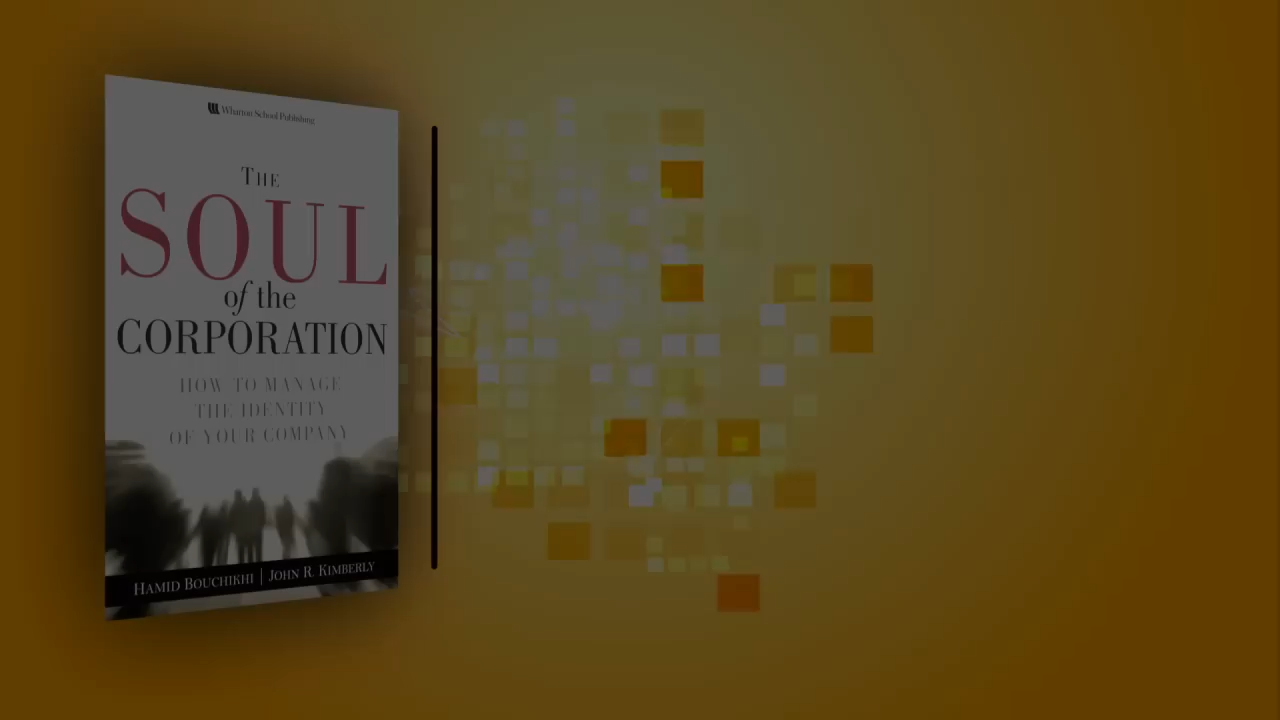 Wharton School Publishing
THE
SOUL
of the
CORPORATION
HOW TO MANAGE
THE IDENTITY
OF YOUR COMPANY
HAMID BOUCHIKHI | JOHN R. KIMBERLY